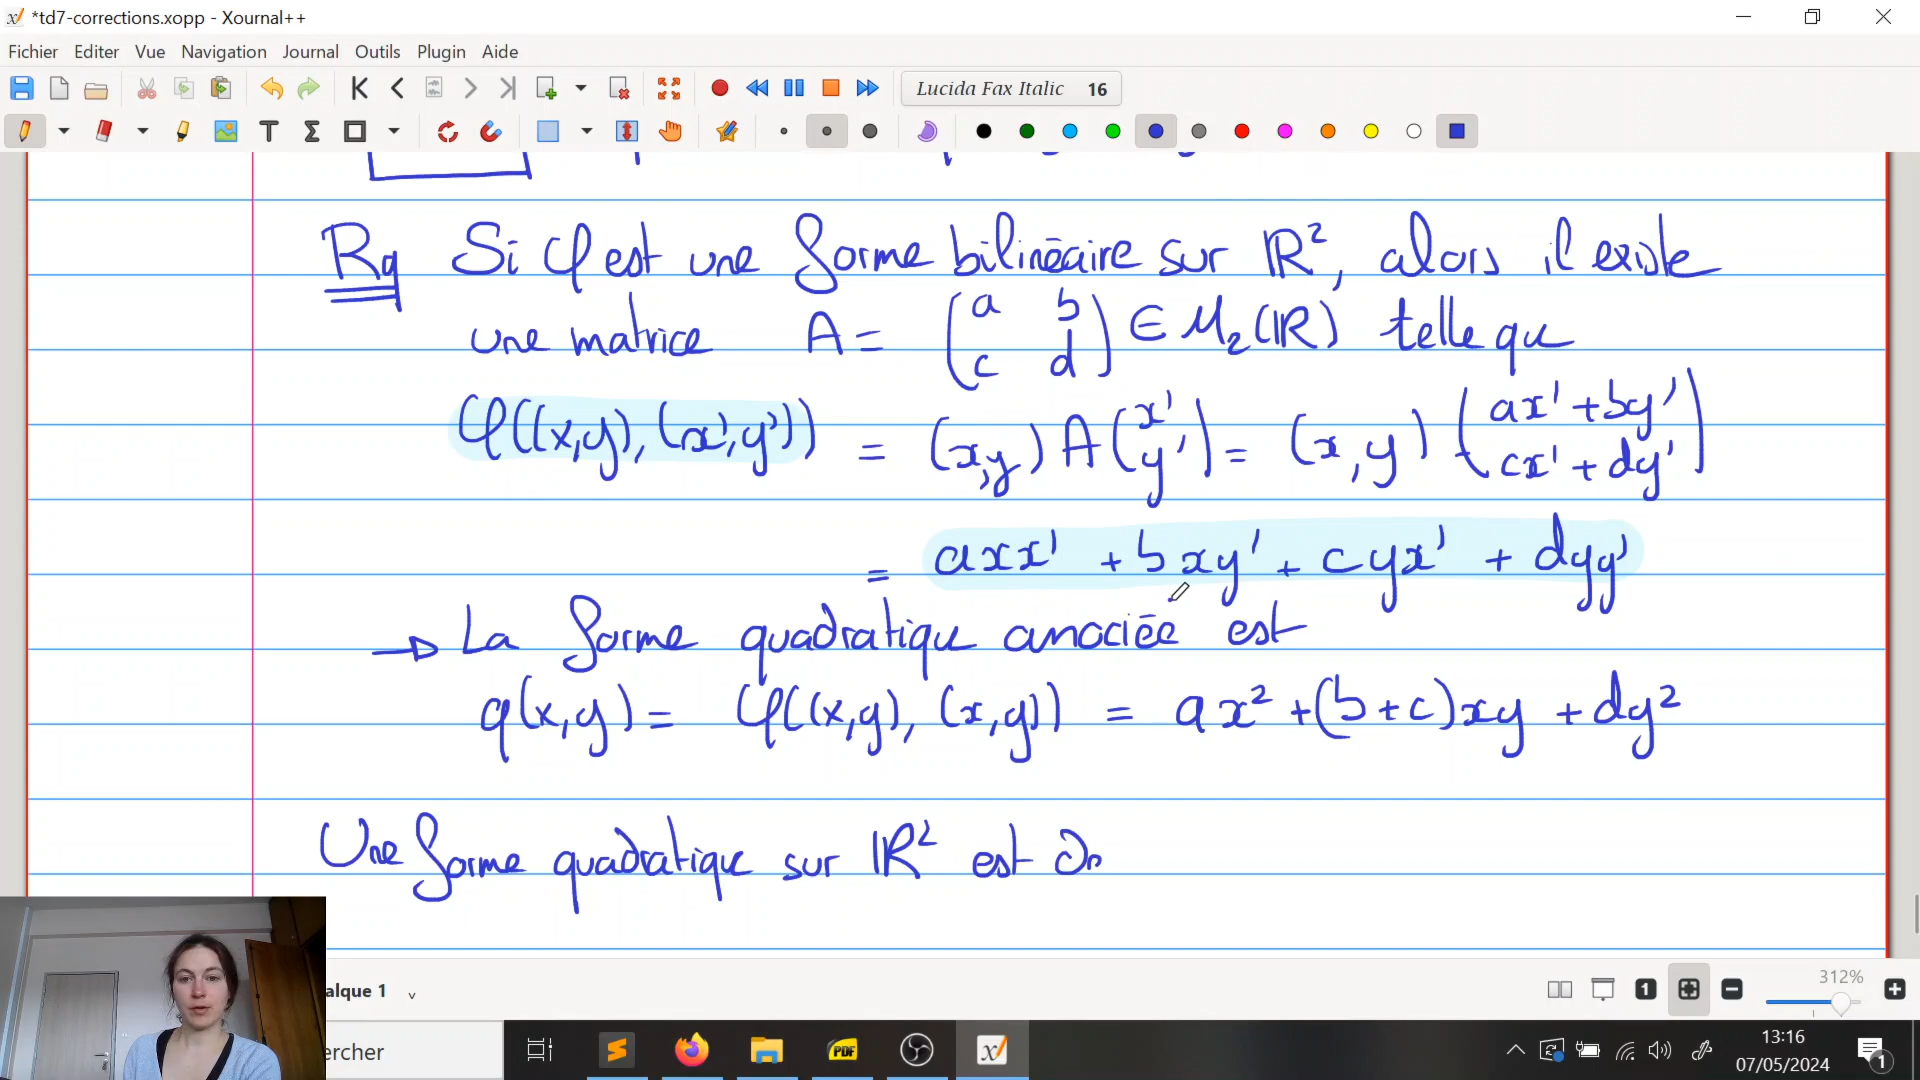 *td7-corrections.xopp - Xournal++
Fichier Editer Vue Navigation Journal Outils Plugin Aide
Lucida Fax Italic 16
Rq Si φ est une forme bilinéaire sur ℝ², alors il existe
une matrice A = (a b / c d) ∈ M₂(ℝ) telle que
φ((x,y),(x',y')) = (x,y) A (x' / y') = (x,y) (ax'+by' / cx'+dy')
= axx' + bxy' + cyx' + dyy'
→ La forme quadratique associée est
q(x,y) = φ((x,y),(x,y)) = ax² + (b+c)xy + dy²
Une forme quadratique sur ℝ² est
alque 1
312%
ercher
PDF
13:16
07/05/2024
1